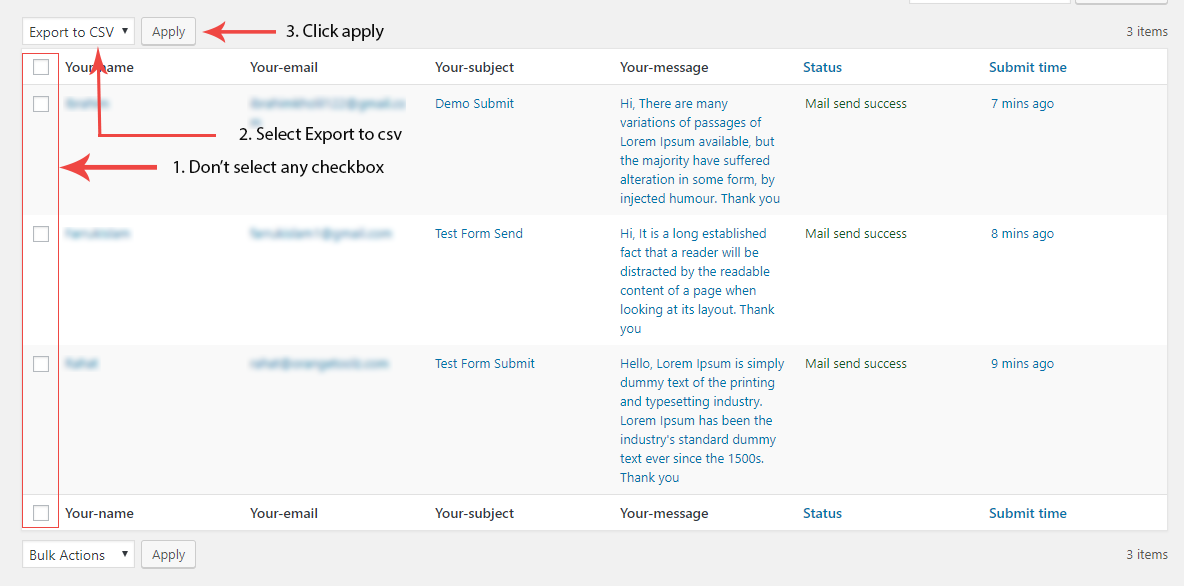 Export to CSV Apply 3. Click apply 3 items
Your-name Your-email Your-subject Your-message Status Submit time
Demo Submit Hi, There are many Mail send success 7 mins ago
variations of passages of
2. Select Export to csv Lorem Ipsum available, but
the majority have suffered
1. Don't select any checkbox alteration in some form, by
injected humour. Thank you
Test Form Send Hi, It is a long established Mail send success 8 mins ago
fact that a reader will be
distracted by the readable
content of a page when
looking at its layout. Thank
you
Test Form Submit Hello, Lorem Ipsum is simply Mail send success 9 mins ago
dummy text of the printing
and typesetting industry.
Lorem Ipsum has been the
industry's standard dummy
text ever since the 1500s.
Thank you
Your-name Your-email Your-subject Your-message Status Submit time
Bulk Actions Apply 3 items